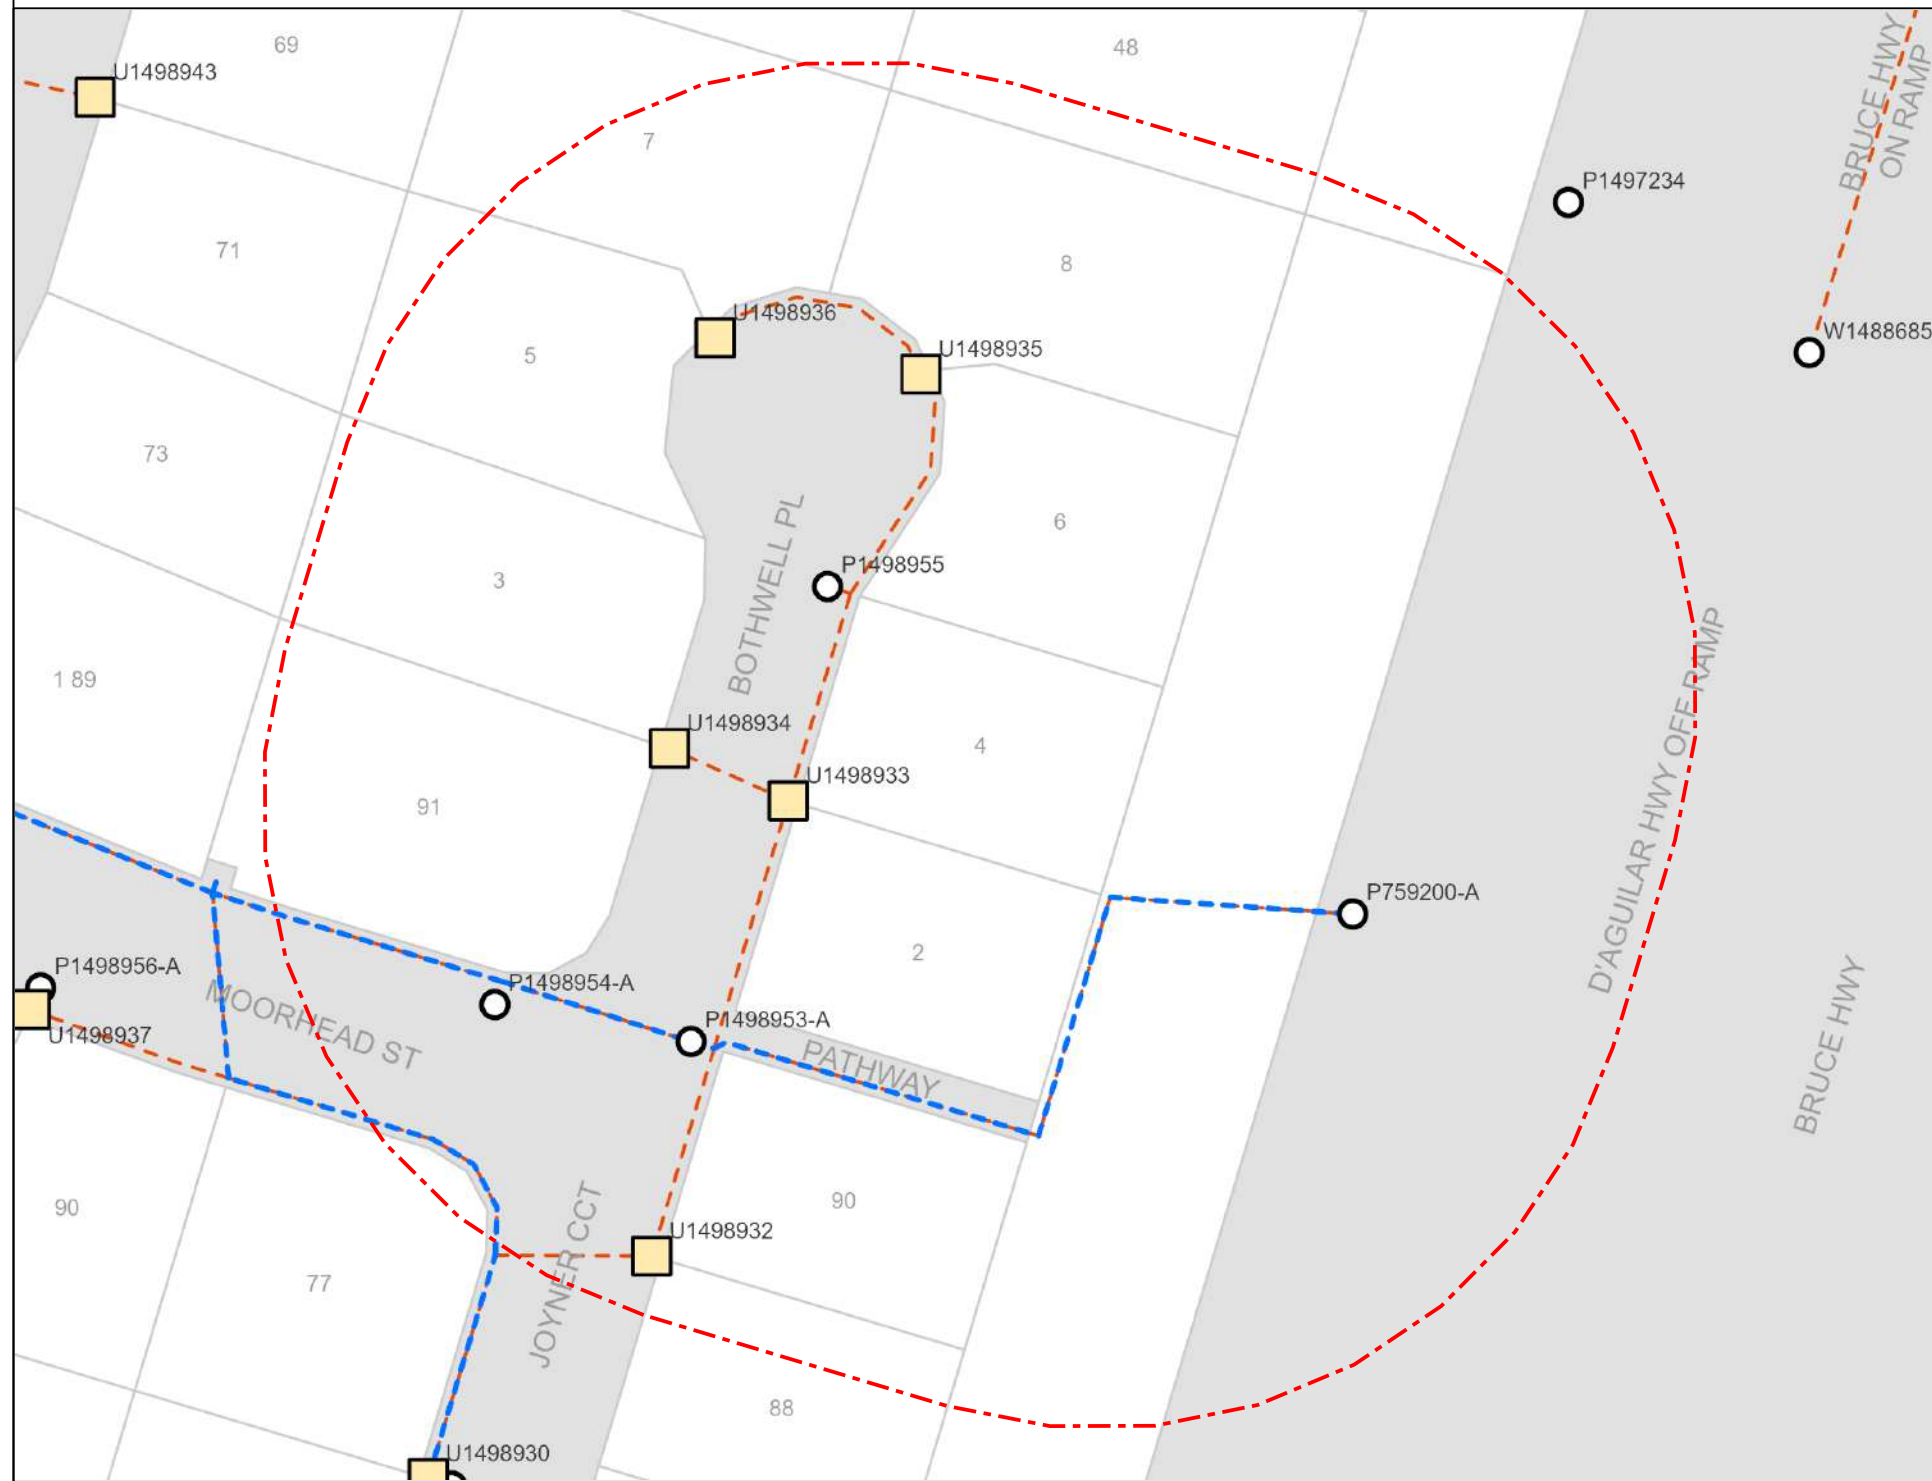 69
48
BRUCE HWY
ON RAMP
U1498943
7
P1497234
71
8
U1498936
W1488685
U1498935
5
73
6
BOTHWELL PL
P1498955
3
D'AGUILAR HWY OFF RAMP
1 89
U1498934
4
U1498933
91
P759200-A
2
BRUCE HWY
P1498956-A
P1498954-A
MOORHEAD ST
P1498953-A
U1498937
PATHWAY
90
90
U1498932
JOYNER CCT
77
88
U1498930